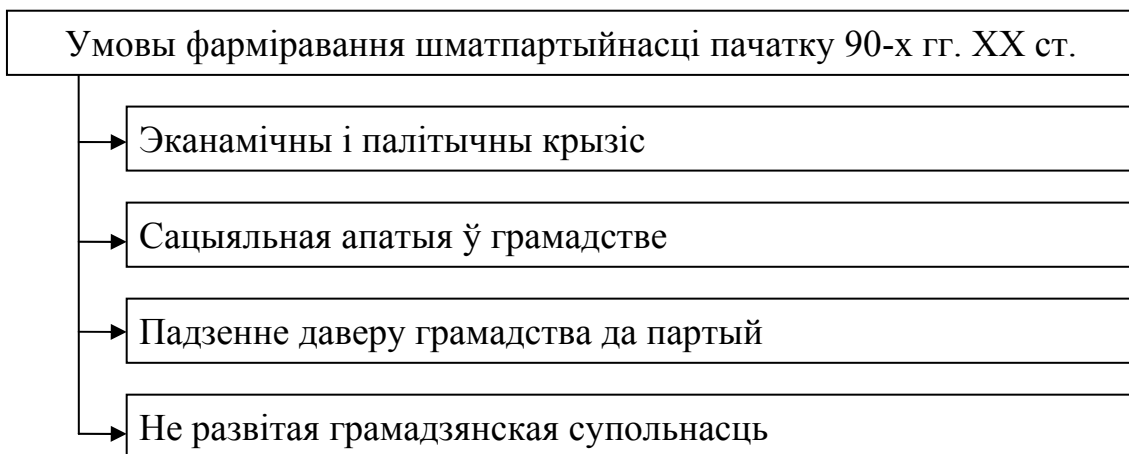 Умовы фарміравання шматпартыйнасці пачатку 90-х гг. ХХ ст.
Эканамічны і палітычны крызіс
Сацыяльная апатыя ў грамадстве
Падзенне даверу грамадства да партый
Не развітая грамадзянская супольнасць